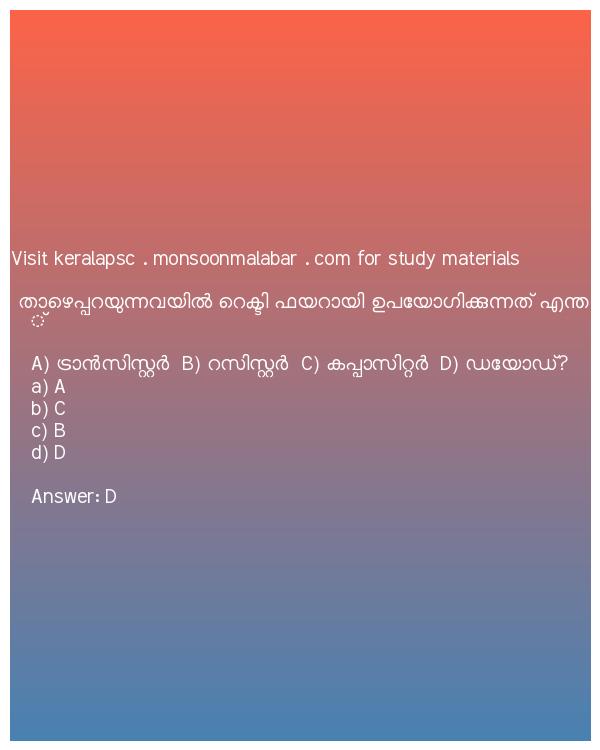 Visit keralapsc . monsoonmalabar . com for study materials
താഴെപ്പറയുന്നവയിൽ റെക്ടി ഫയറായി ഉപയോഗിക്കുന്നത് എന്ത
്
A) ട്രാൻസിസ്റ്റർ B) റസിസ്റ്റർ C) കപ്പാസിറ്റർ D) ഡയോഡ്?
a) A
b) C
c) B
d) D
Answer: D